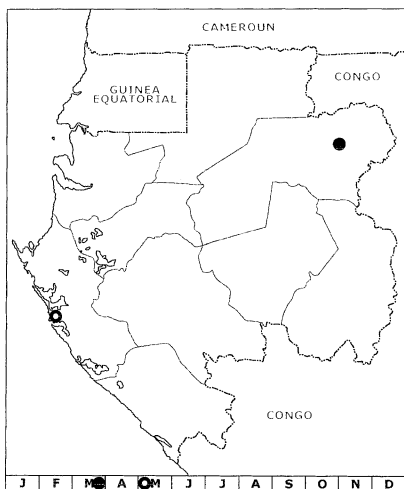 CAMEROUN
CONGO
GUINEA
EQUATORIAL
CONGO
J F M A M J J A S O N D